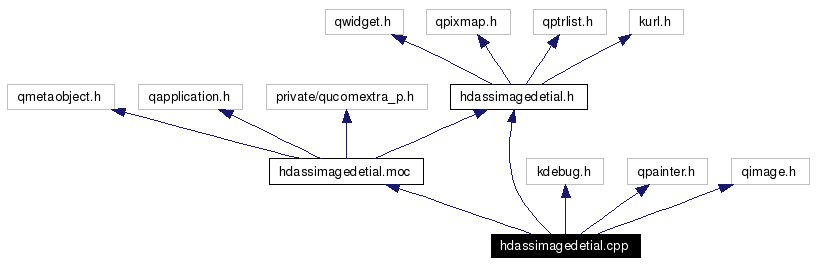 qwidget.h
qpixmap.h
qptrlist.h
kurl.h
qmetaobject.h
qapplication.h
private/qucomextra_p.h
hdassimagedetial.h
hdassimagedetial.moc
kdebug.h
qpainter.h
qimage.h
hdassimagedetial.cpp